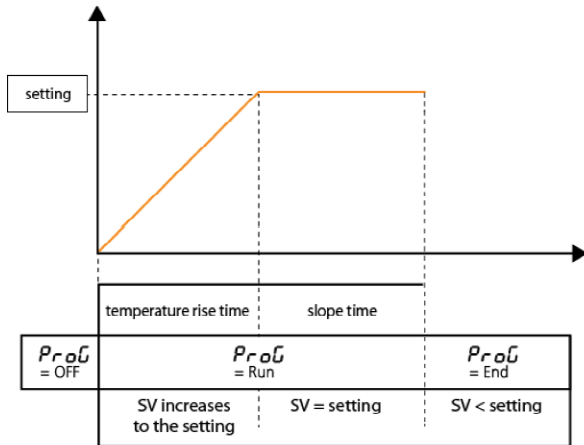 setting
temperature rise time
slope time
ProG
= OFF
ProG
= Run
ProG
= End
SV increases
to the setting
SV = setting
SV < setting